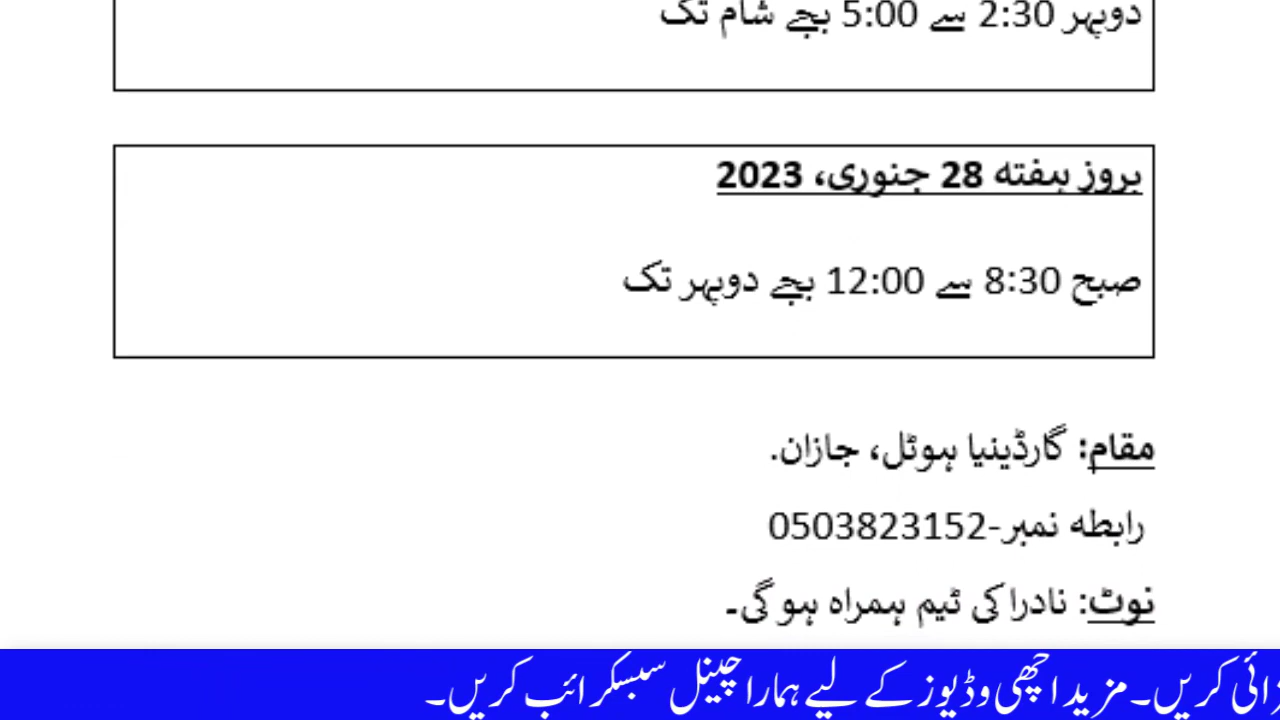 دوپہر 2:30 سے 5:00 بجے شام تک
بروز ہفتہ 28 جنوری، 2023
صبح 8:30 سے 12:00 بجے دوپہر تک
مقام: گارڈینیا ہوٹل، جازان.
رابطہ نمبر-0503823152
نوٹ: نادرا کی ٹیم ہمراہ ہو گی۔
کریں۔ مزید اچھی وڈیوز کے لیے ہمارا چینل سبسکرائب کریں۔